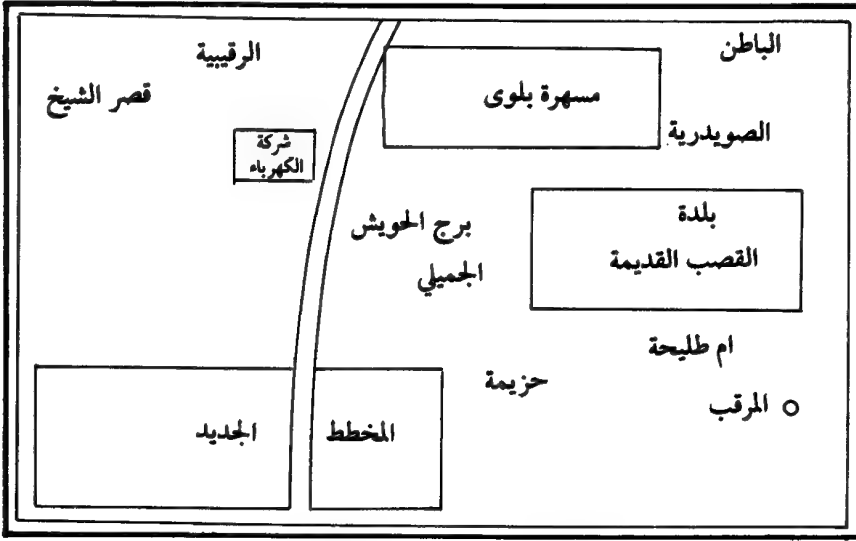 الباطن
الرقيبية
قصر الشيخ
مسهرة بلوى
الصويدرية
شركة
الكهرباء
بلدة
القصب القديمة
برج الحويش
الجميلي
ام طليحة
حزيمة
المرقب
المخطط
الجديد